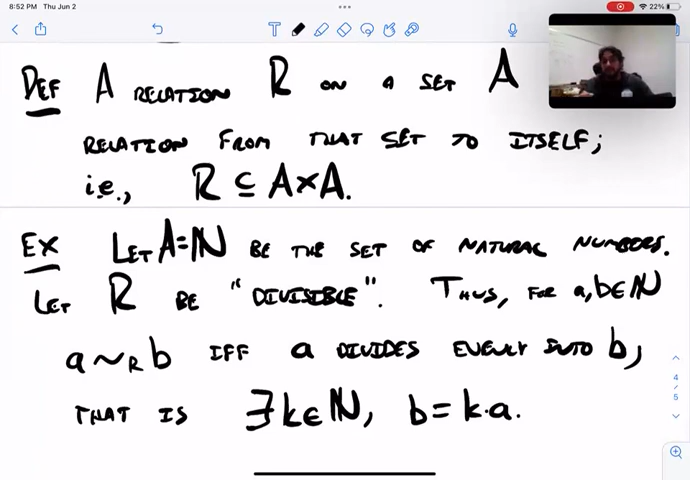 8:52 PM Thu Jun 2
22%
DEF A RELATION R ON A SET A
RELATION FROM THAT SET TO ITSELF;
i.e., R ⊆ A×A.
EX LET A=ℕ BE THE SET OF NATURAL NUMBERS.
LET R BE "DIVISIBLE". THUS, FOR a,b∈ℕ
a ~R b IFF a DIVIDES EVENLY INTO b,
THAT IS ∃k∈ℕ, b=k·a.
4
/
5